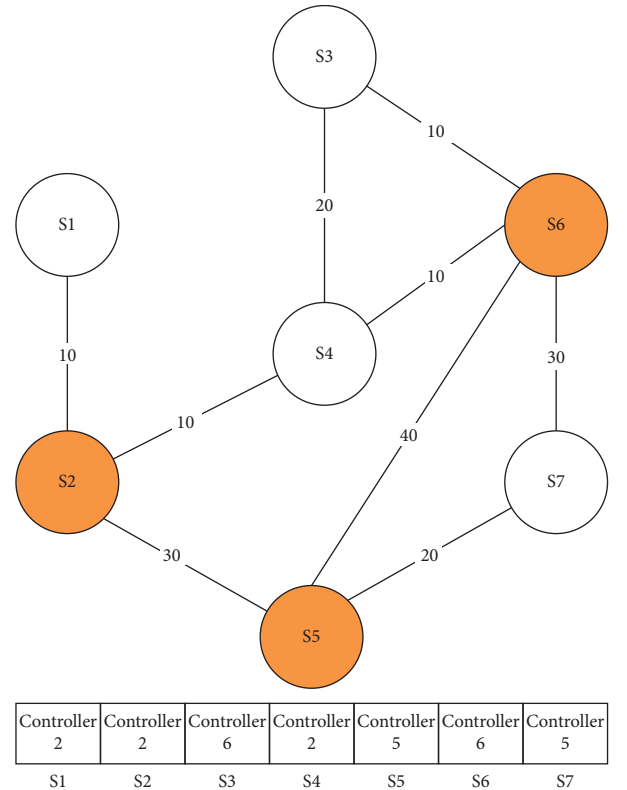 S3
10
S1
20
S6
10
10
S4
30
10
40
S2
S7
30
20
S5
Controller Controller Controller Controller Controller Controller Controller
2 2 6 2 5 6 5
S1 S2 S3 S4 S5 S6 S7